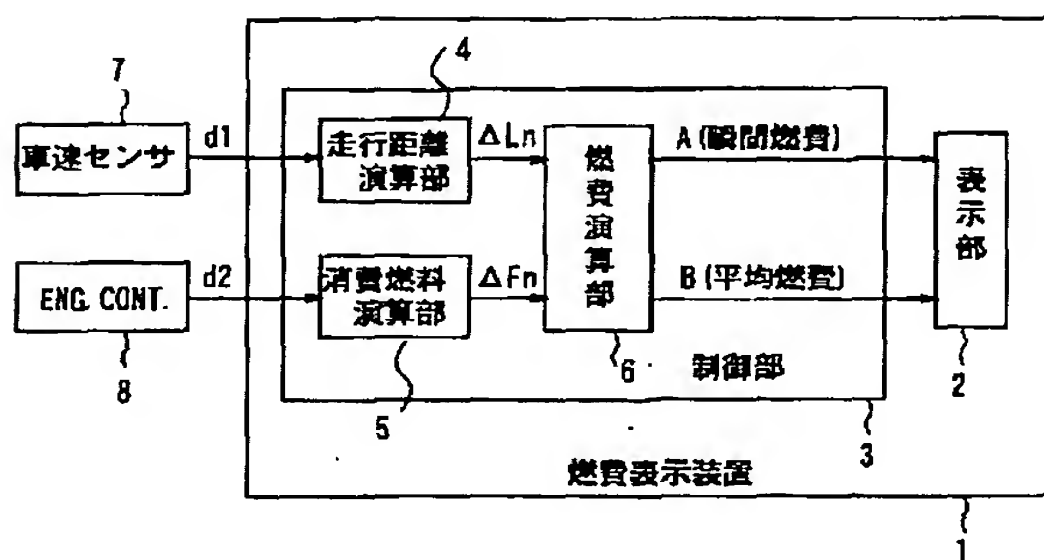 4
7
車速センサ
d1
走行距離
演算部
ΔLn
燃費演算部
A(瞬間燃費)
表示部
ENG. CONT.
d2
消費燃料
演算部
ΔFn
B(平均燃費)
8
5
6
制御部
2
3
燃費表示装置
1